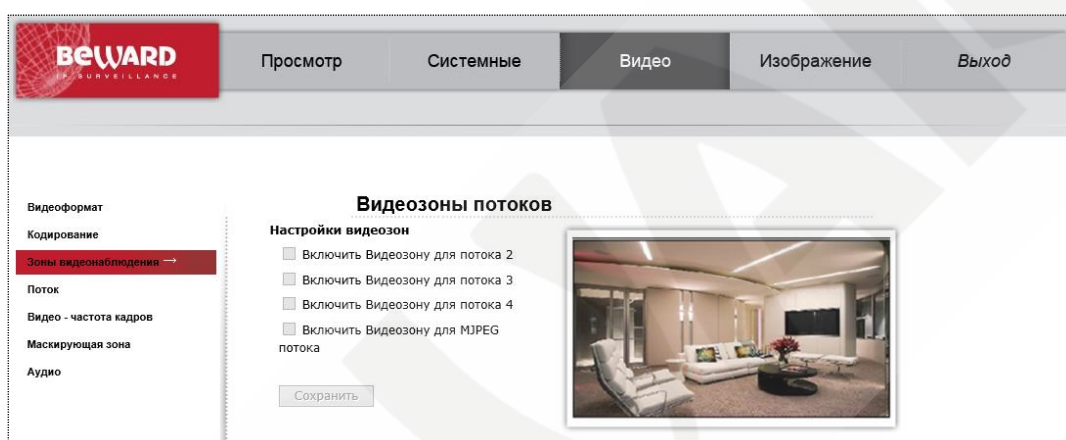 BEWARD
IP SURVEILLANCE
Просмотр
Системные
Видео
Изображение
Выход
Видеоформат
Кодирование
Зоны видеонаблюдения →
Поток
Видео - частота кадров
Маскирующая зона
Аудио
Видеозоны потоков
Настройки видеозон
Включить Видеозону для потока 2
Включить Видеозону для потока 3
Включить Видеозону для потока 4
Включить Видеозону для MJPEG
потока
Сохранить